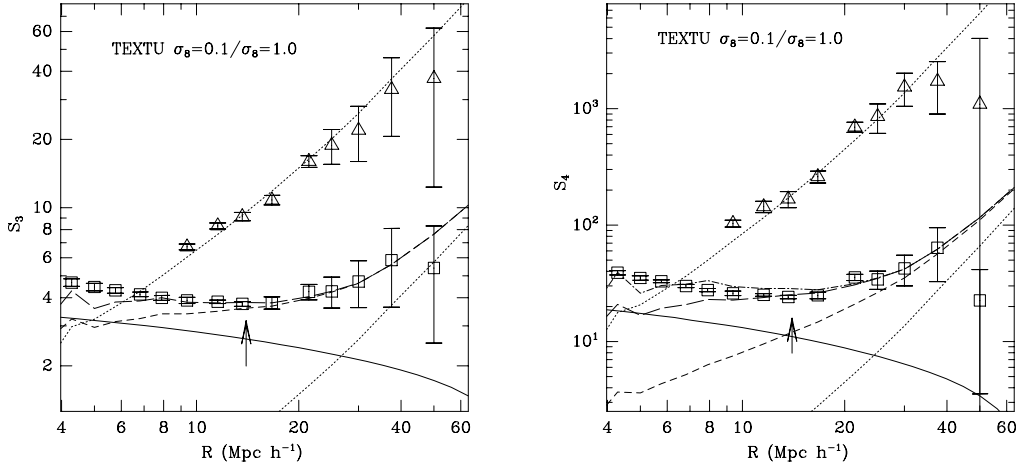 TEXTU σ₈=0.1/σ₈=1.0
S₃
60
40
20
10
8
6
4
2
4 6 8 10 20 40 60
R (Mpc h⁻¹)
TEXTU σ₈=0.1/σ₈=1.0
S₄
10³
10²
10¹
4 6 8 10 20 40 60
R (Mpc h⁻¹)